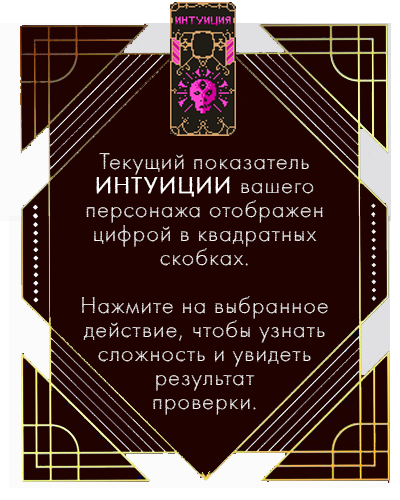 ИНТУИЦИЯ
Текущий показатель
ИНТУИЦИИ вашего
персонажа отображен
цифрой в квадратных
скобках.
Нажмите на выбранное
действие, чтобы узнать
сложность и увидеть
результат
проверки.